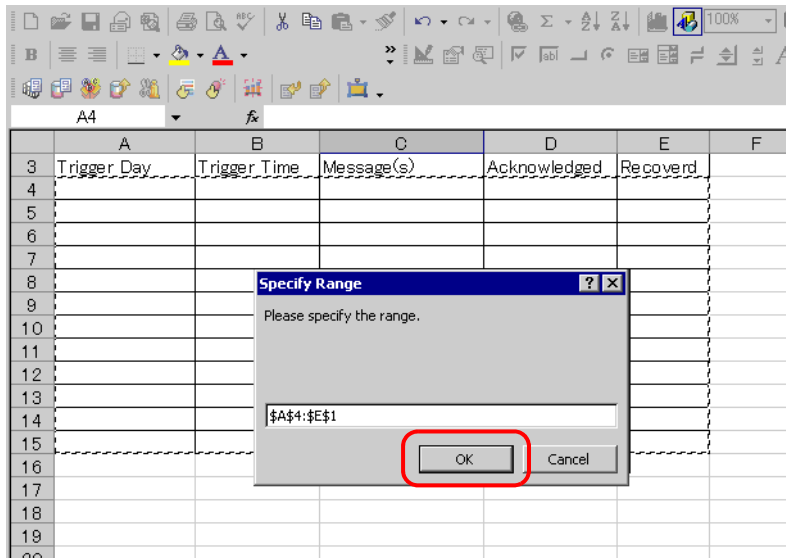 100%
B A
ab|
A4 fx
A B C D E F
3 Trigger Day Trigger Time Message(s) Acknowledged Recoverd
4
5
6
7
8
Specify Range
9
Please specify the range.
10
11
12
13
14
$A$4:$E$1
15
OK Cancel
16
17
18
19